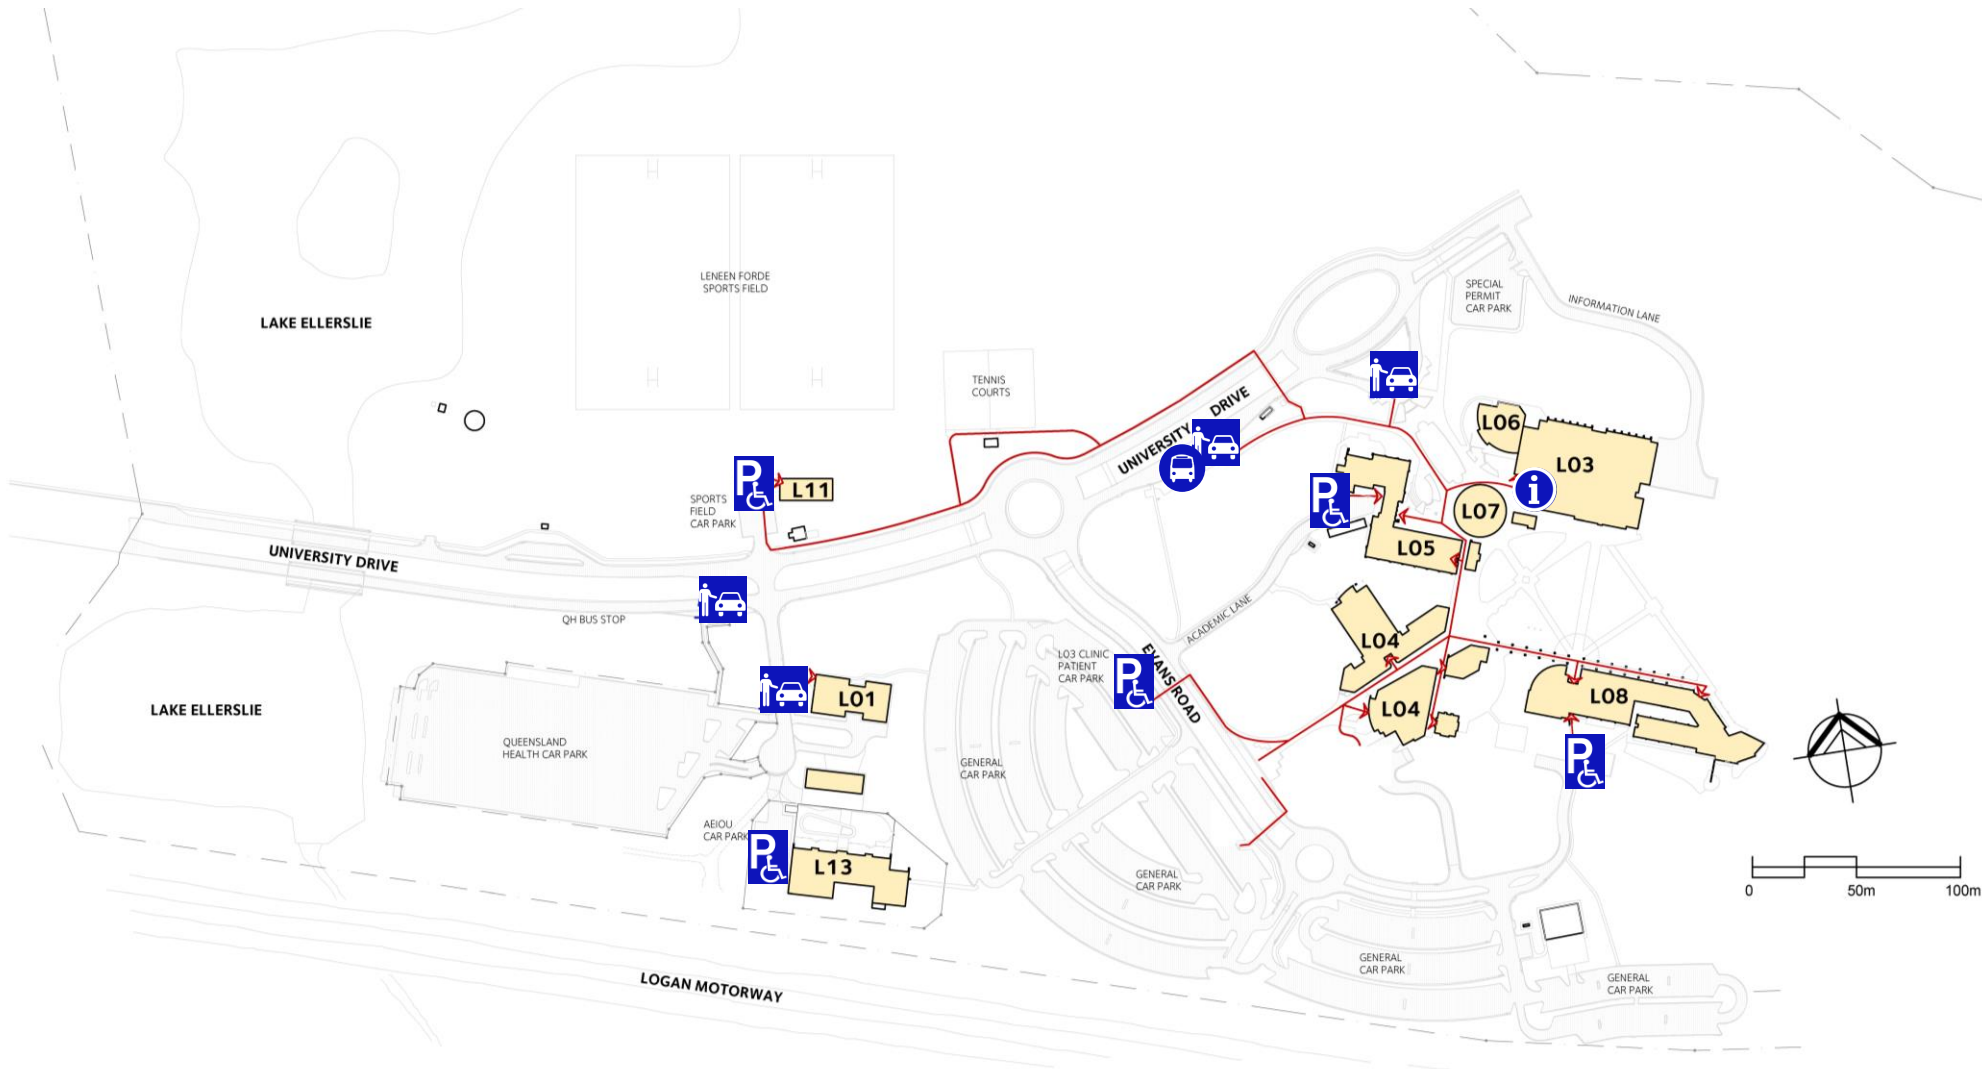 LENEEN FORDE
SPORTS FIELD
SPECIAL
PERMIT
CAR PARK
INFORMATION LANE
LAKE ELLERSLIE
TENNIS
COURTS
UNIVERSITY DRIVE
L06
L03
P
L11
SPORTS
FIELD
CAR PARK
P
i
L07
L05
UNIVERSITY DRIVE
QH BUS STOP
ACADEMIC LANE
L04
L03 CLINIC
PATIENT
CAR PARK
P
EVANS ROAD
L01
L08
L04
LAKE ELLERSLIE
QUEENSLAND
HEALTH CAR PARK
GENERAL
CAR PARK
P
AEIOU
CAR PARK
P
L13
GENERAL
CAR PARK
0 50m 100m
LOGAN MOTORWAY
GENERAL
CAR PARK
GENERAL
CAR PARK